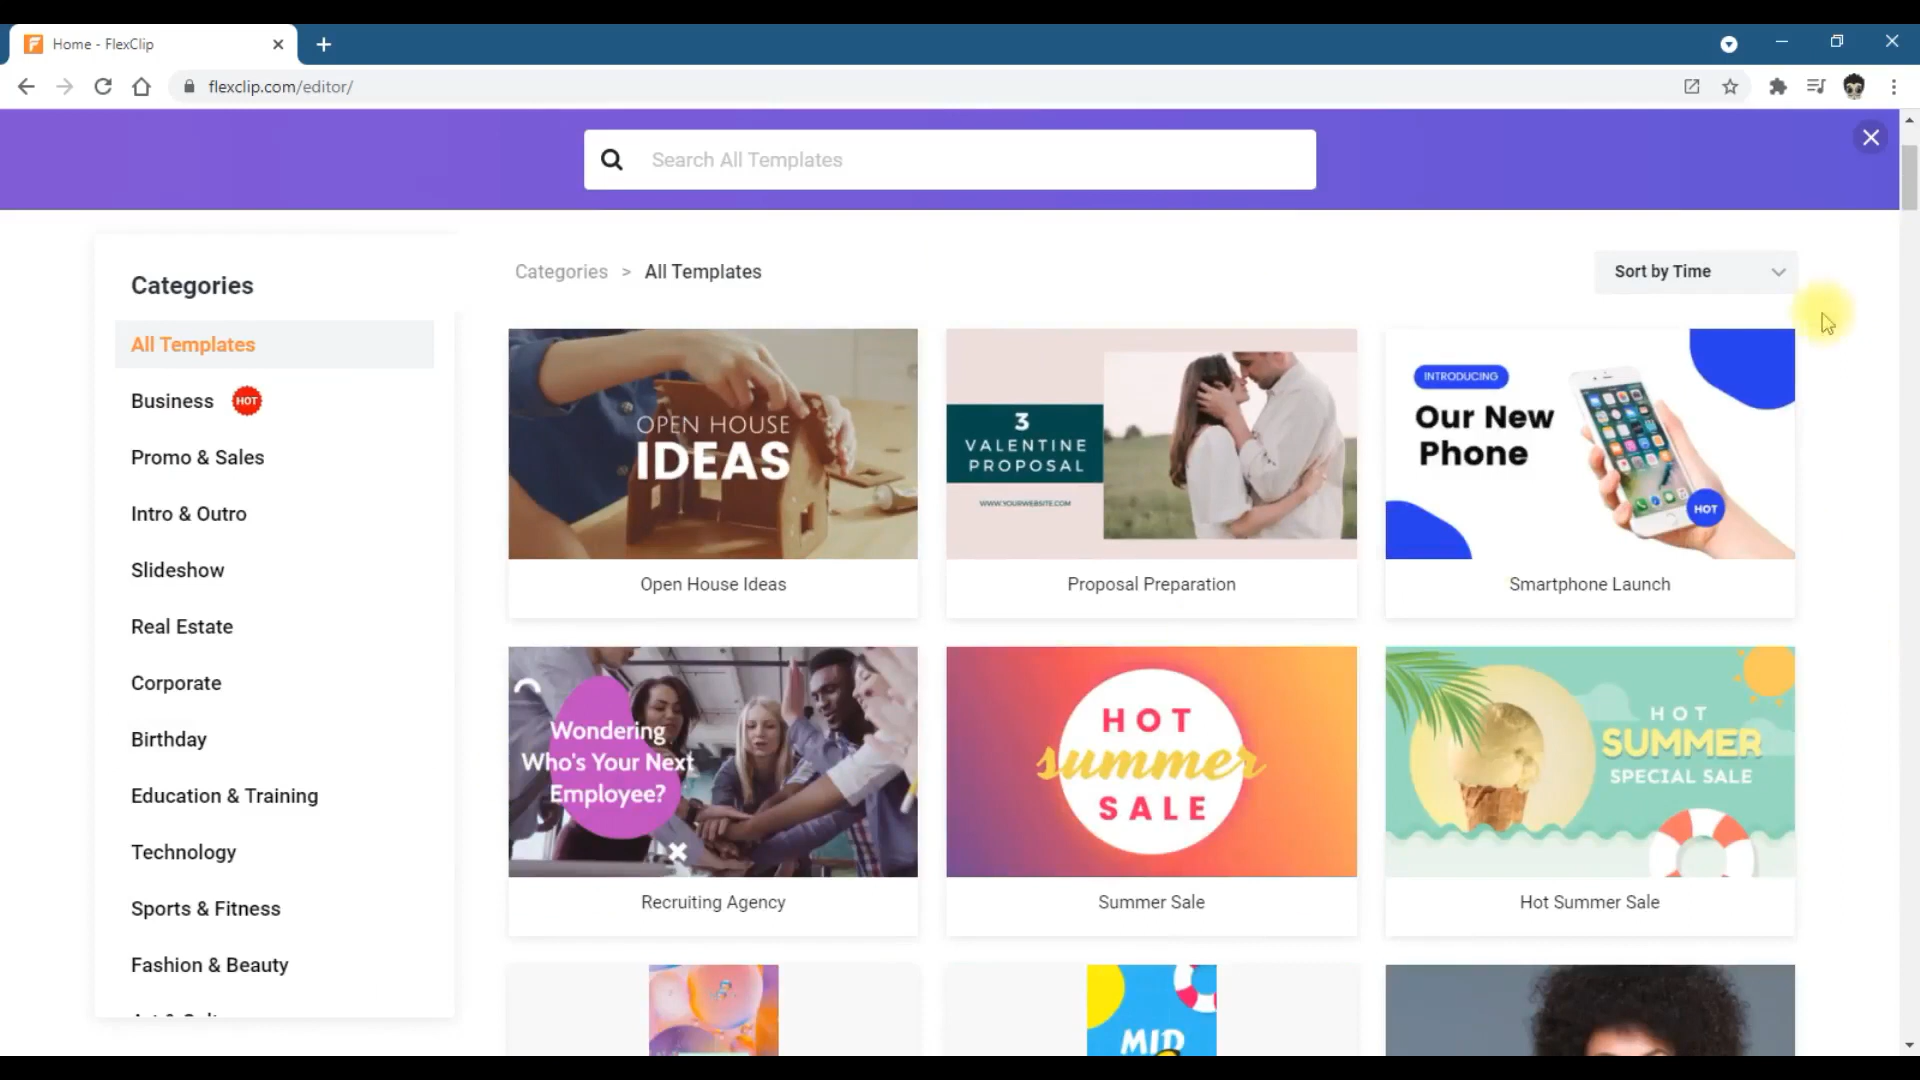 Home - FlexClip
flexclip.com/editor/
Search All Templates
Categories
All Templates
Business HOT
Promo & Sales
Intro & Outro
Slideshow
Real Estate
Corporate
Birthday
Education & Training
Technology
Sports & Fitness
Fashion & Beauty
Categories > All Templates
Sort by Time
OPEN HOUSE
IDEAS
Open House Ideas
3
VALENTINE
PROPOSAL
WWW.YOURWEBSITE.COM
Proposal Preparation
INTRODUCING
Our New
Phone
HOT
Smartphone Launch
Wondering
Who's Your Next
Employee?
Recruiting Agency
HOT
summer
SALE
Summer Sale
HOT
SUMMER
SPECIAL SALE
Hot Summer Sale
MID